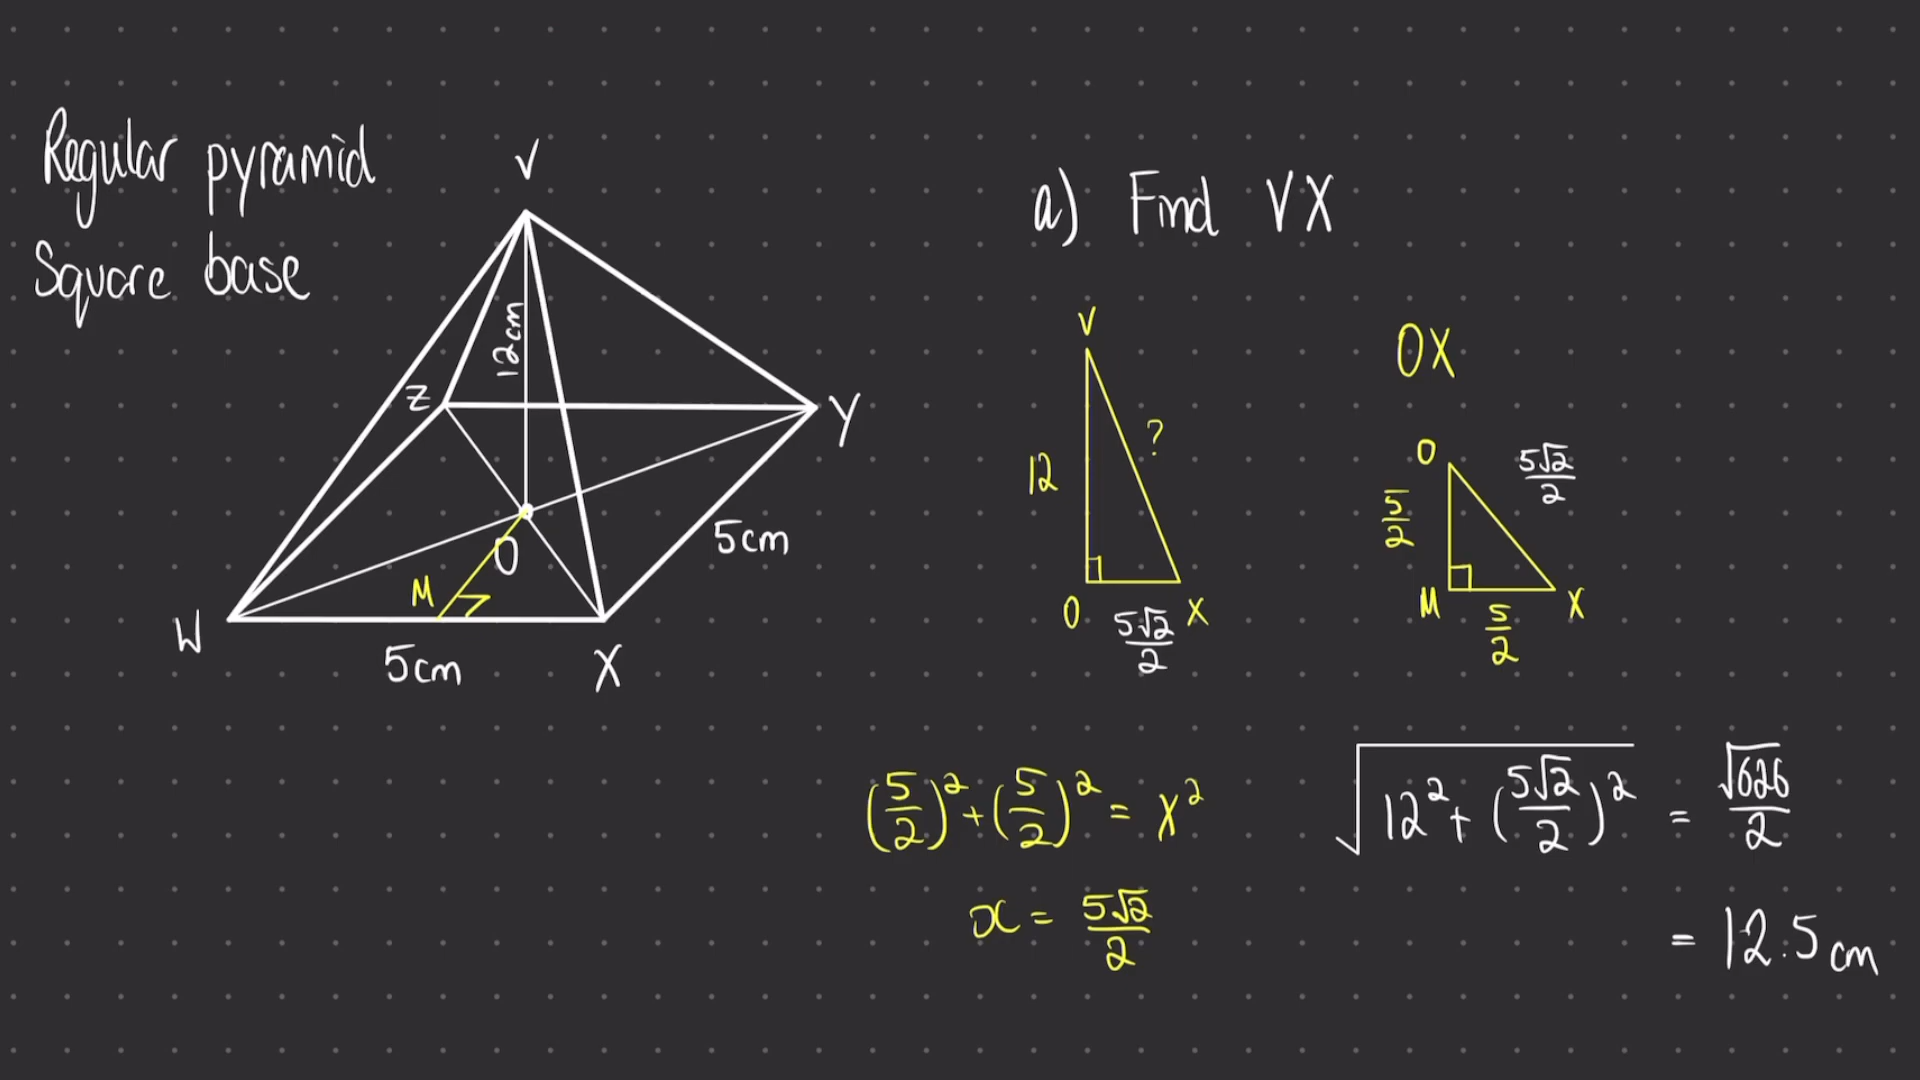 Regular pyramid
Square base
V
12cm
Z
Y
O
M
5cm
W
5cm
X
a) Find VX
V
12
?
O
5√2/2
X
OX
O
5/2
5√2/2
M
5/2
X
(5/2)² + (5/2)² = x²
x = 5√2/2
√(12² + (5√2/2)²) = √626/2
= 12.5cm